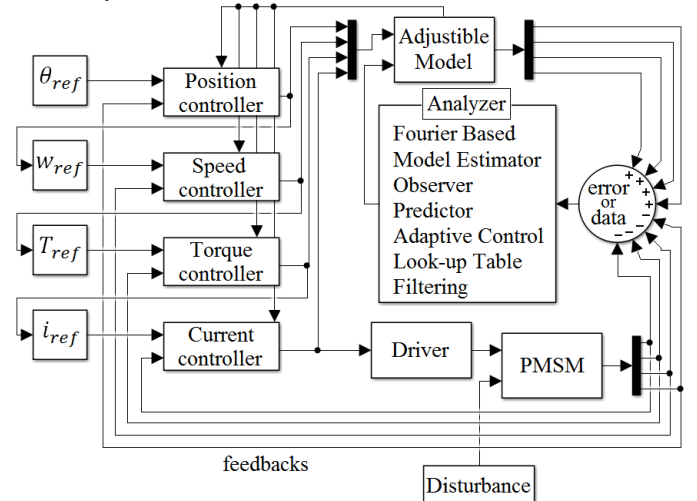 θref
Position
controller
Adjustible
Model
Analyzer
Fourier Based
Model Estimator
Observer
Predictor
Adaptive Control
Look-up Table
Filtering
wref
Speed
controller
+
+
+
+
error
or
data
−
−
−
−
Tref
Torque
controller
iref
Current
controller
Driver
PMSM
feedbacks
Disturbance